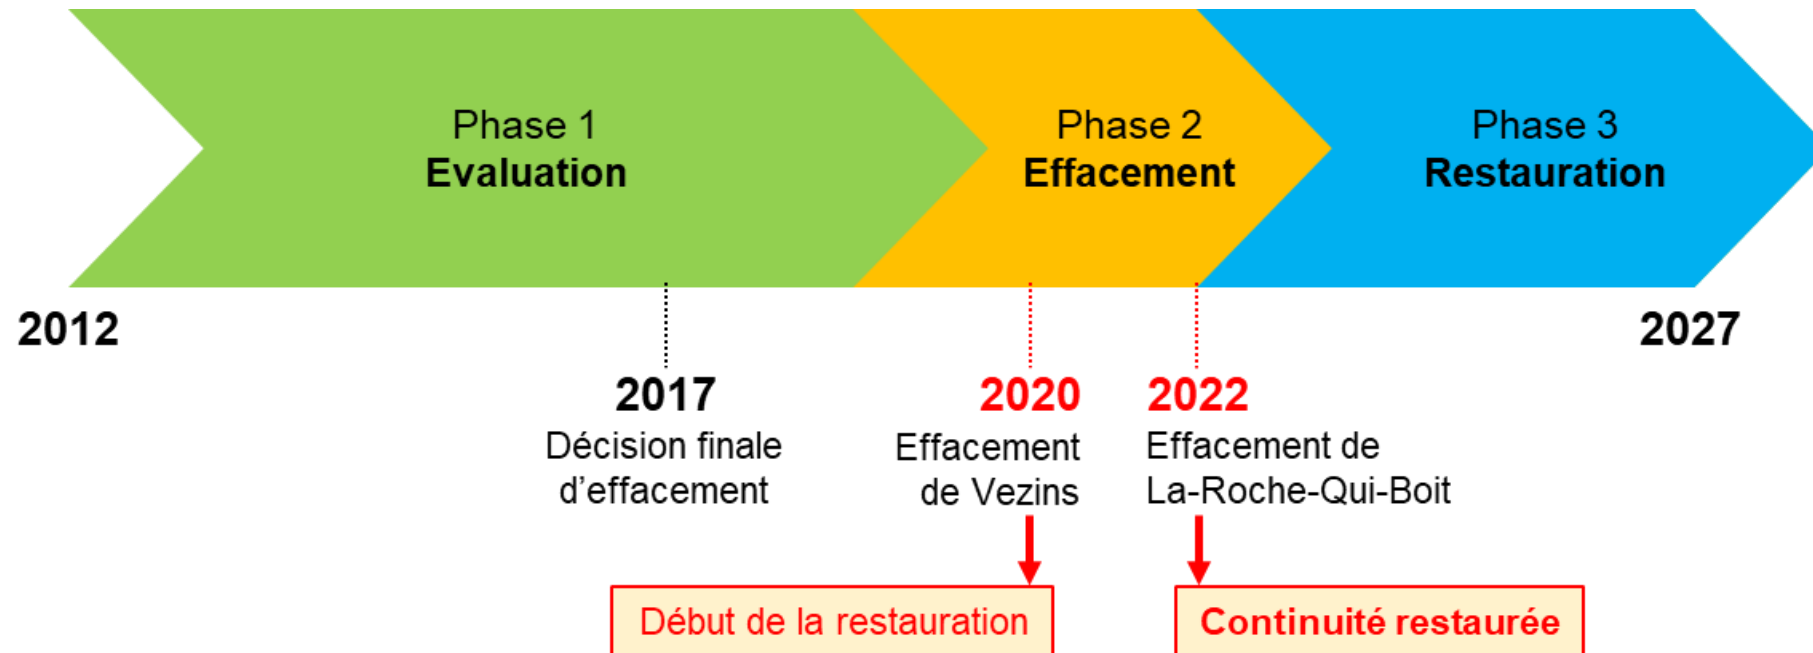 Phase 1
Evaluation
Phase 2
Effacement
Phase 3
Restauration
2012
2027
2017
Décision finale
d'effacement
2020
Effacement
de Vezins
2022
Effacement de
La-Roche-Qui-Boit
Début de la restauration
Continuité restaurée